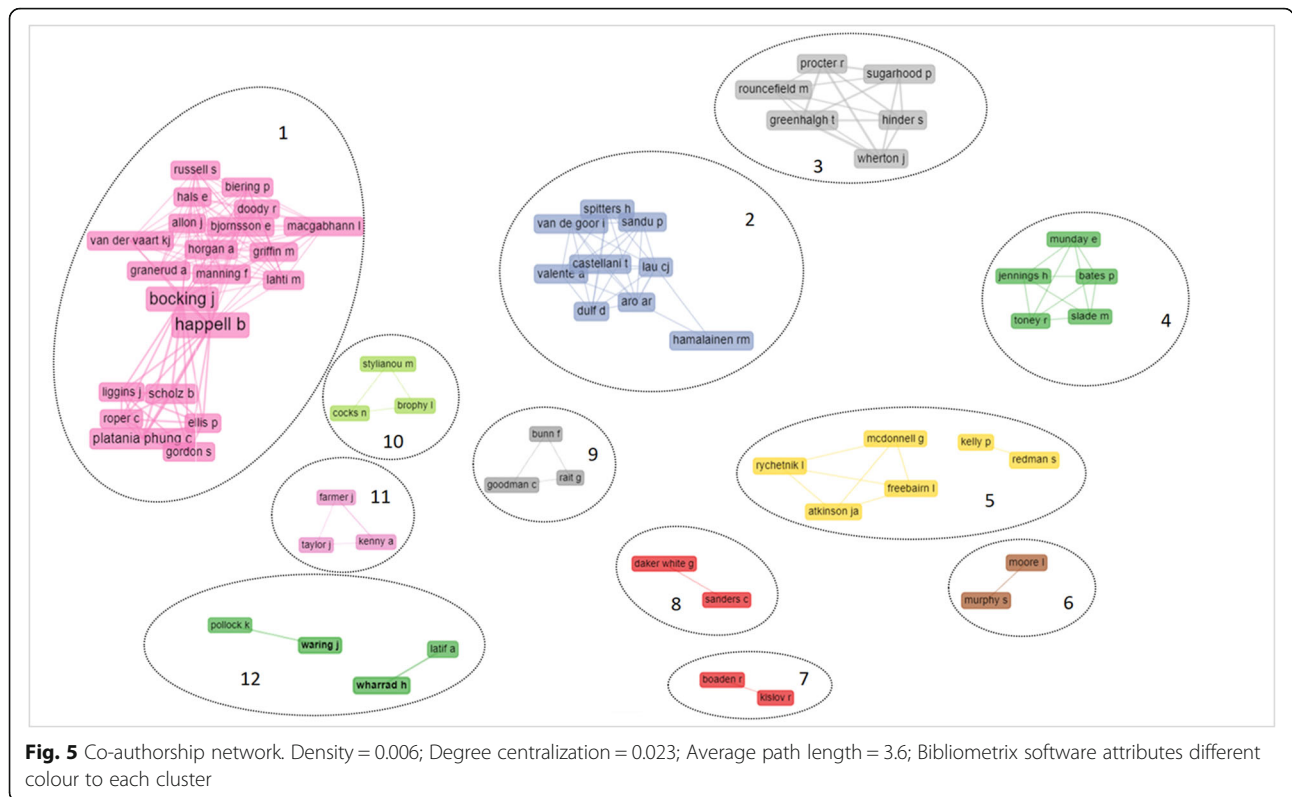 1
russell s
biering p
hals e
doody r
allon j
bjornsson e
macgabhann l
van der vaart kj
horgan a
griffin m
granerud a
manning f
lahti m
bocking j
happell b
liggins j
scholz b
roper c
ellis p
platania phung c
gordon s
2
spitters h
van de goor i
sandu p
castellani t
lau cj
valente a
aro ar
dulf d
hamalainen rm
procter r
sugarhood p
rouncefield m
greenhalgh t
hinder s
wherton j
3
munday e
jennings h
bates p
toney r
slade m
4
mcdonnell g
kelly p
rychetnik l
redman s
freebairn l
atkinson ja
5
moore l
murphy s
6
boaden r
7
kislov r
daker white g
sanders c
8
bunn f
9
goodman c
rait g
stylianou m
cocks n
brophy l
10
farmer j
11
taylor j
kenny a
pollock k
waring j
latif a
wharrad h
12
Fig. 5 Co-authorship network. Density = 0.006; Degree centralization = 0.023; Average path length = 3.6; Bibliometrix software attributes different
colour to each cluster